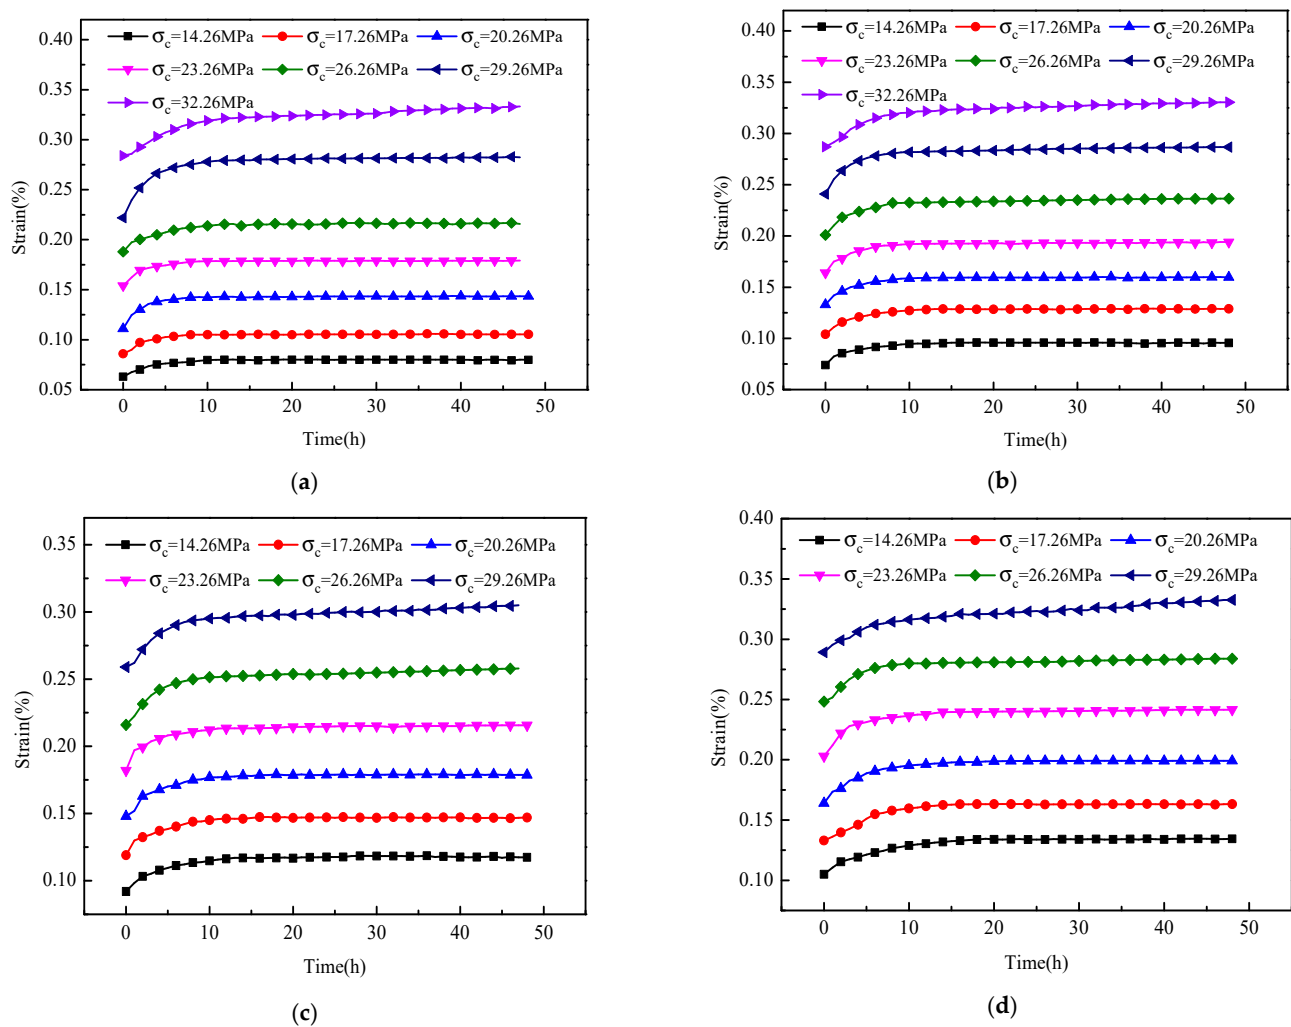 σc=14.26MPa σc=17.26MPa σc=20.26MPa
σc=23.26MPa σc=26.26MPa σc=29.26MPa
σc=32.26MPa
0.40
0.35
0.30
0.25
0.20
0.15
0.10
0.05
Strain(%)
0 10 20 30 40 50
Time(h)
(a)
σc=14.26MPa σc=17.26MPa σc=20.26MPa
σc=23.26MPa σc=26.26MPa σc=29.26MPa
σc=32.26MPa
0.40
0.35
0.30
0.25
0.20
0.15
0.10
0.05
Strain(%)
0 10 20 30 40 50
Time(h)
(b)
σc=14.26MPa σc=17.26MPa σc=20.26MPa
σc=23.26MPa σc=26.26MPa σc=29.26MPa
0.35
0.30
0.25
0.20
0.15
0.10
Strain(%)
0 10 20 30 40 50
Time(h)
(c)
σc=14.26MPa σc=17.26MPa σc=20.26MPa
σc=23.26MPa σc=26.26MPa σc=29.26MPa
0.40
0.35
0.30
0.25
0.20
0.15
0.10
Strain(%)
0 10 20 30 40 50
Time(h)
(d)